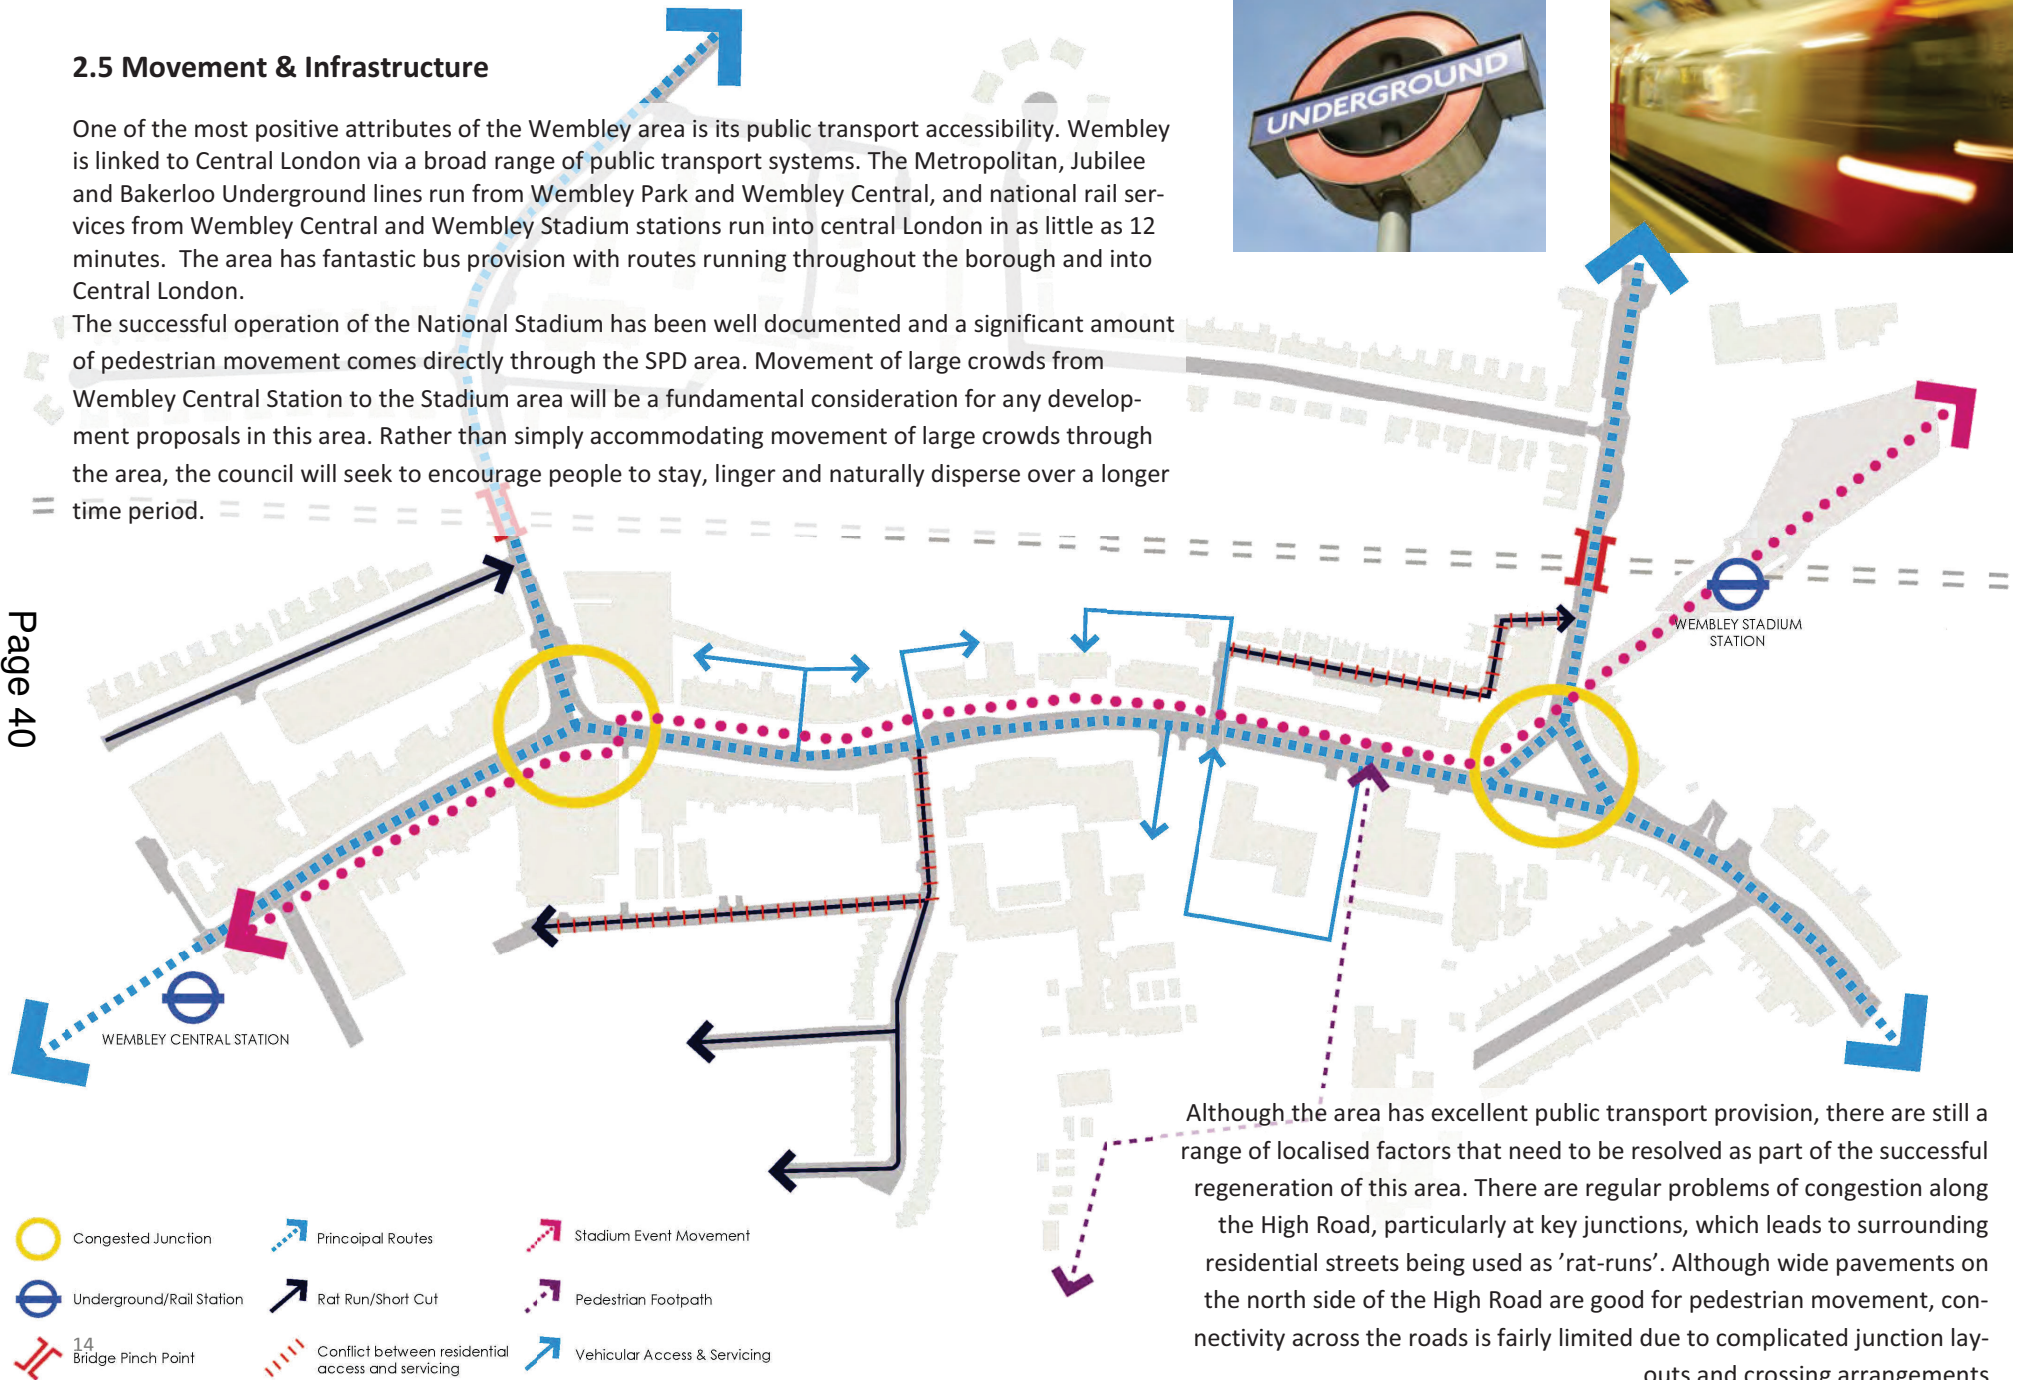 2.5 Movement & Infrastructure
One of the most positive attributes of the Wembley area is its public transport accessibility. Wembley
is linked to Central London via a broad range of public transport systems. The Metropolitan, Jubilee
and Bakerloo Underground lines run from Wembley Park and Wembley Central, and national rail ser-
vices from Wembley Central and Wembley Stadium stations run into central London in as little as 12
minutes.  The area has fantastic bus provision with routes running throughout the borough and into
Central London.
The successful operation of the National Stadium has been well documented and a significant amount
of pedestrian movement comes directly through the SPD area. Movement of large crowds from
Wembley Central Station to the Stadium area will be a fundamental consideration for any develop-
ment proposals in this area. Rather than simply accommodating movement of large crowds through
the area, the council will seek to encourage people to stay, linger and naturally disperse over a longer
time period.
UNDERGROUND
WEMBLEY STADIUM
STATION
Page 40
WEMBLEY CENTRAL STATION
Although the area has excellent public transport provision, there are still a
range of localised factors that need to be resolved as part of the successful
regeneration of this area. There are regular problems of congestion along
the High Road, particularly at key junctions, which leads to surrounding
residential streets being used as ’rat-runs’. Although wide pavements on
the north side of the High Road are good for pedestrian movement, con-
nectivity across the roads is fairly limited due to complicated junction lay-
outs and crossing arrangements
Congested Junction
Princoipal Routes
Stadium Event Movement
Underground/Rail Station
Rat Run/Short Cut
Pedestrian Footpath
14
Bridge Pinch Point
Conflict between residential
access and servicing
Vehicular Access & Servicing